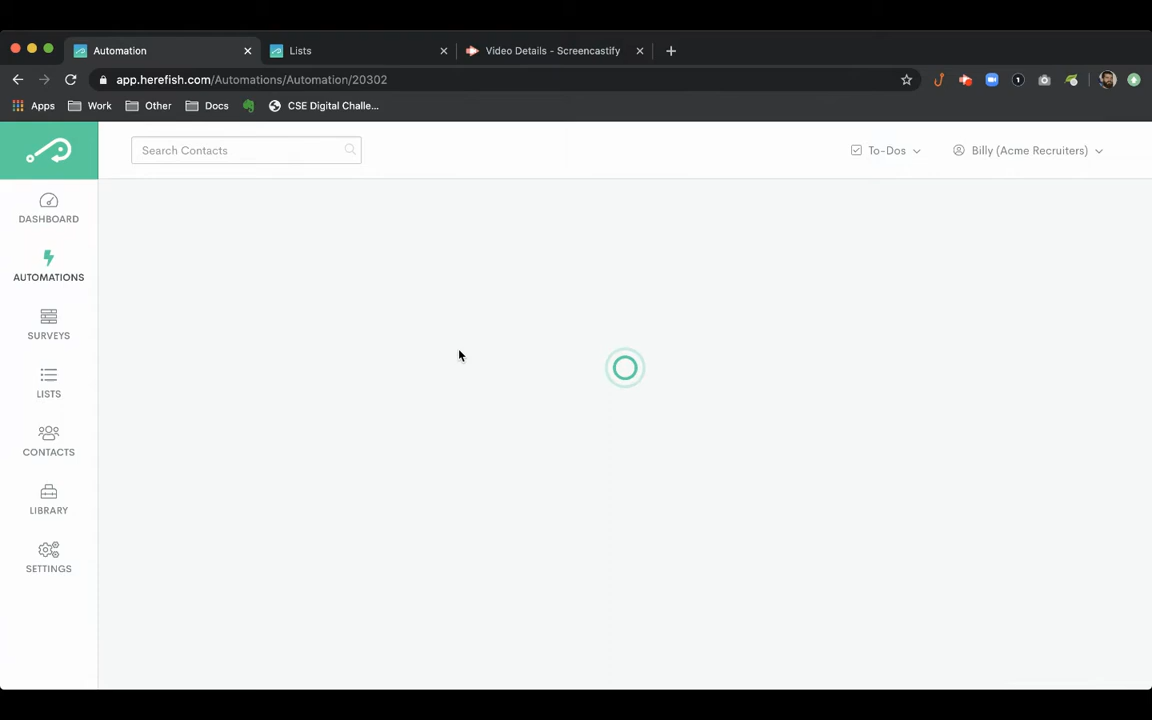 Automation
Lists
Video Details - Screencastify
app.herefish.com/Automations/Automation/20302
Apps
Work
Other
Docs
CSE Digital Challe...
Search Contacts
To-Dos
Billy (Acme Recruiters)
DASHBOARD
AUTOMATIONS
SURVEYS
LISTS
CONTACTS
LIBRARY
SETTINGS